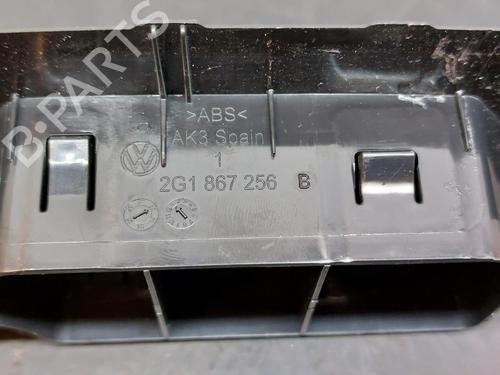 B-PARTS
>ABS<
AK3 Spain
1
2G1 867 256 B